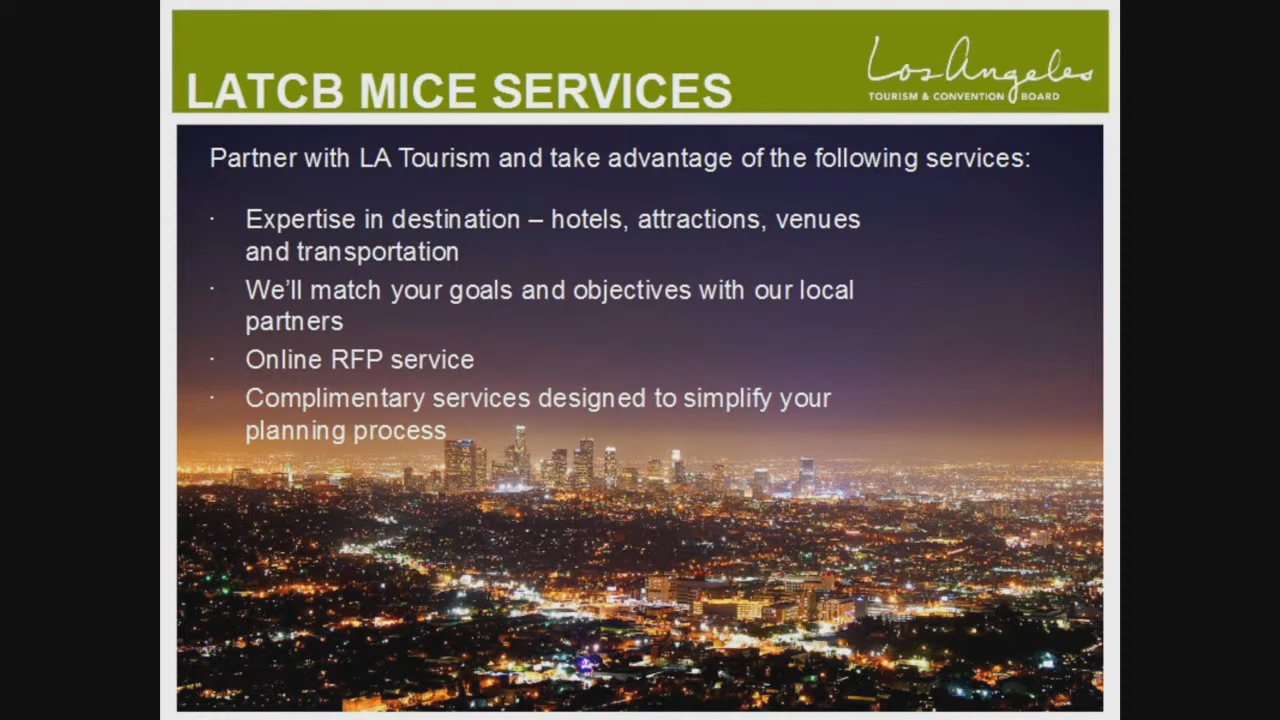 Los Angeles
TOURISM & CONVENTION BOARD
LATCB MICE SERVICES
Partner with LA Tourism and take advantage of the following services:
· Expertise in destination – hotels, attractions, venues
and transportation
· We’ll match your goals and objectives with our local
partners
· Online RFP service
· Complimentary services designed to simplify your
planning process